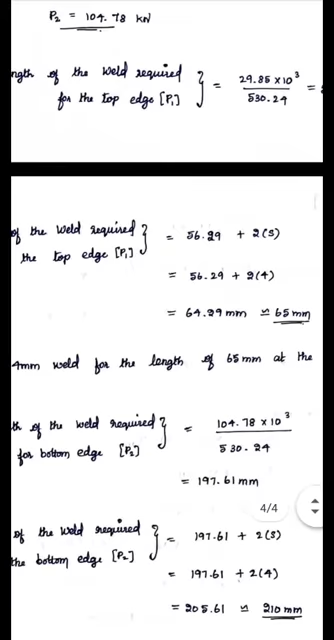 P2 = 104.78 kN
ngth of the weld required
for the top edge [P1] } = 29.85 x 10^3 / 530.24 =
of the weld required
the top edge [P1] } = 56.29 + 2(s)
= 56.29 + 2(4)
= 64.29 mm ≃ 65 mm
4mm weld for the length of 65 mm at the
th of the weld required
for bottom edge [P2] } = 104.78 x 10^3 / 530.24
= 197.61 mm
4/4
of the weld required
the bottom edge [P2] } = 197.61 + 2(s)
= 197.61 + 2(4)
= 205.61 ≃ 210 mm